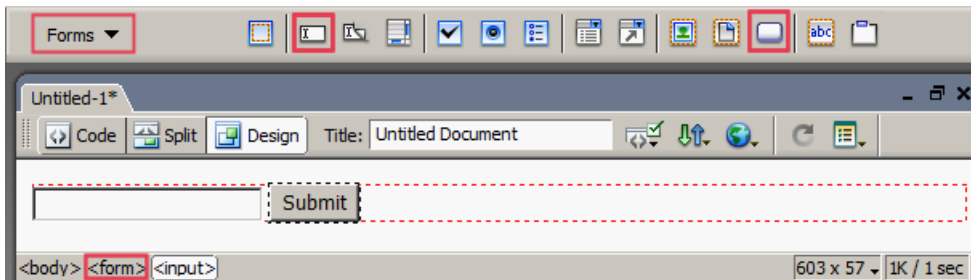 Forms
abc
Untitled-1*
Code Split Design Title: Untitled Document
Submit
<body> <form> <input> 603 x 57 1K / 1 sec